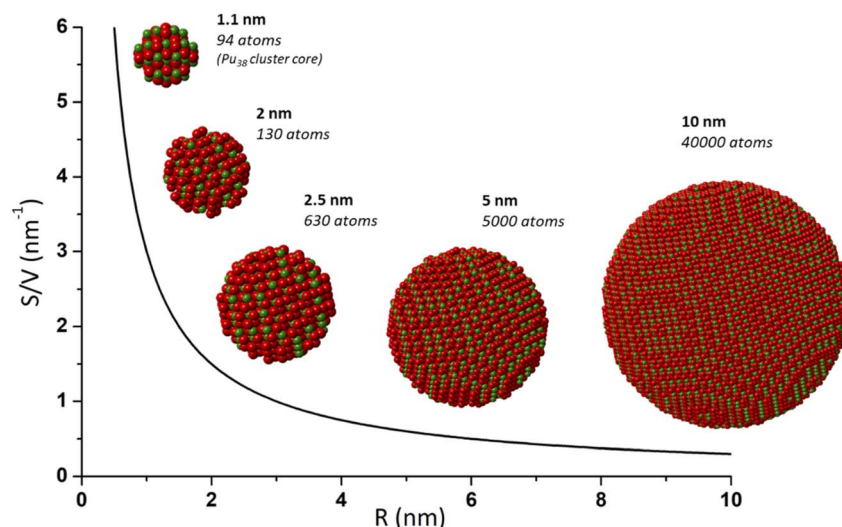 1.1 nm
94 atoms
(Pu38 cluster core)
2 nm
130 atoms
2.5 nm
630 atoms
5 nm
5000 atoms
10 nm
40000 atoms
S/V (nm⁻¹)
6
5
4
3
2
1
0
0 2 4 6 8 10
R (nm)